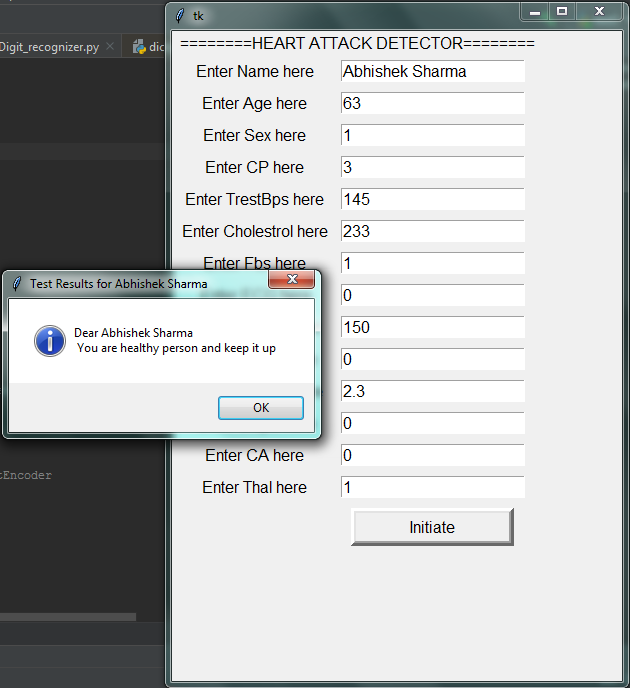 Digit_recognizer.py
dic
tk
========HEART ATTACK DETECTOR========
Enter Name here Abhishek Sharma
Enter Age here 63
Enter Sex here 1
Enter CP here 3
Enter TrestBps here 145
Enter Cholestrol here 233
Enter Fbs here 1
0
150
0
2.3
0
Enter CA here 0
Enter Thal here 1
Initiate
Test Results for Abhishek Sharma
Dear Abhishek Sharma
You are healthy person and keep it up
OK
tEncoder